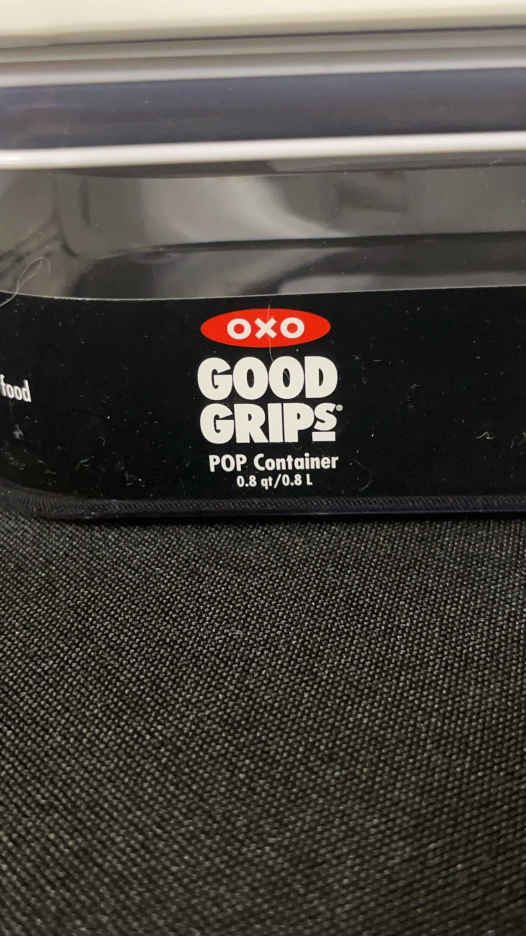 OXO
GOOD
GRIPS®
POP Container
0.8 qt/0.8 L
food